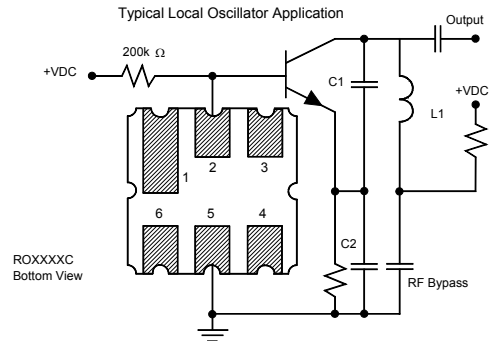 Typical Local Oscillator Application
Output
200k Ω
+VDC
C1
L1
+VDC
1
2
3
6
5
4
C2
ROXXXXC
Bottom View
RF Bypass